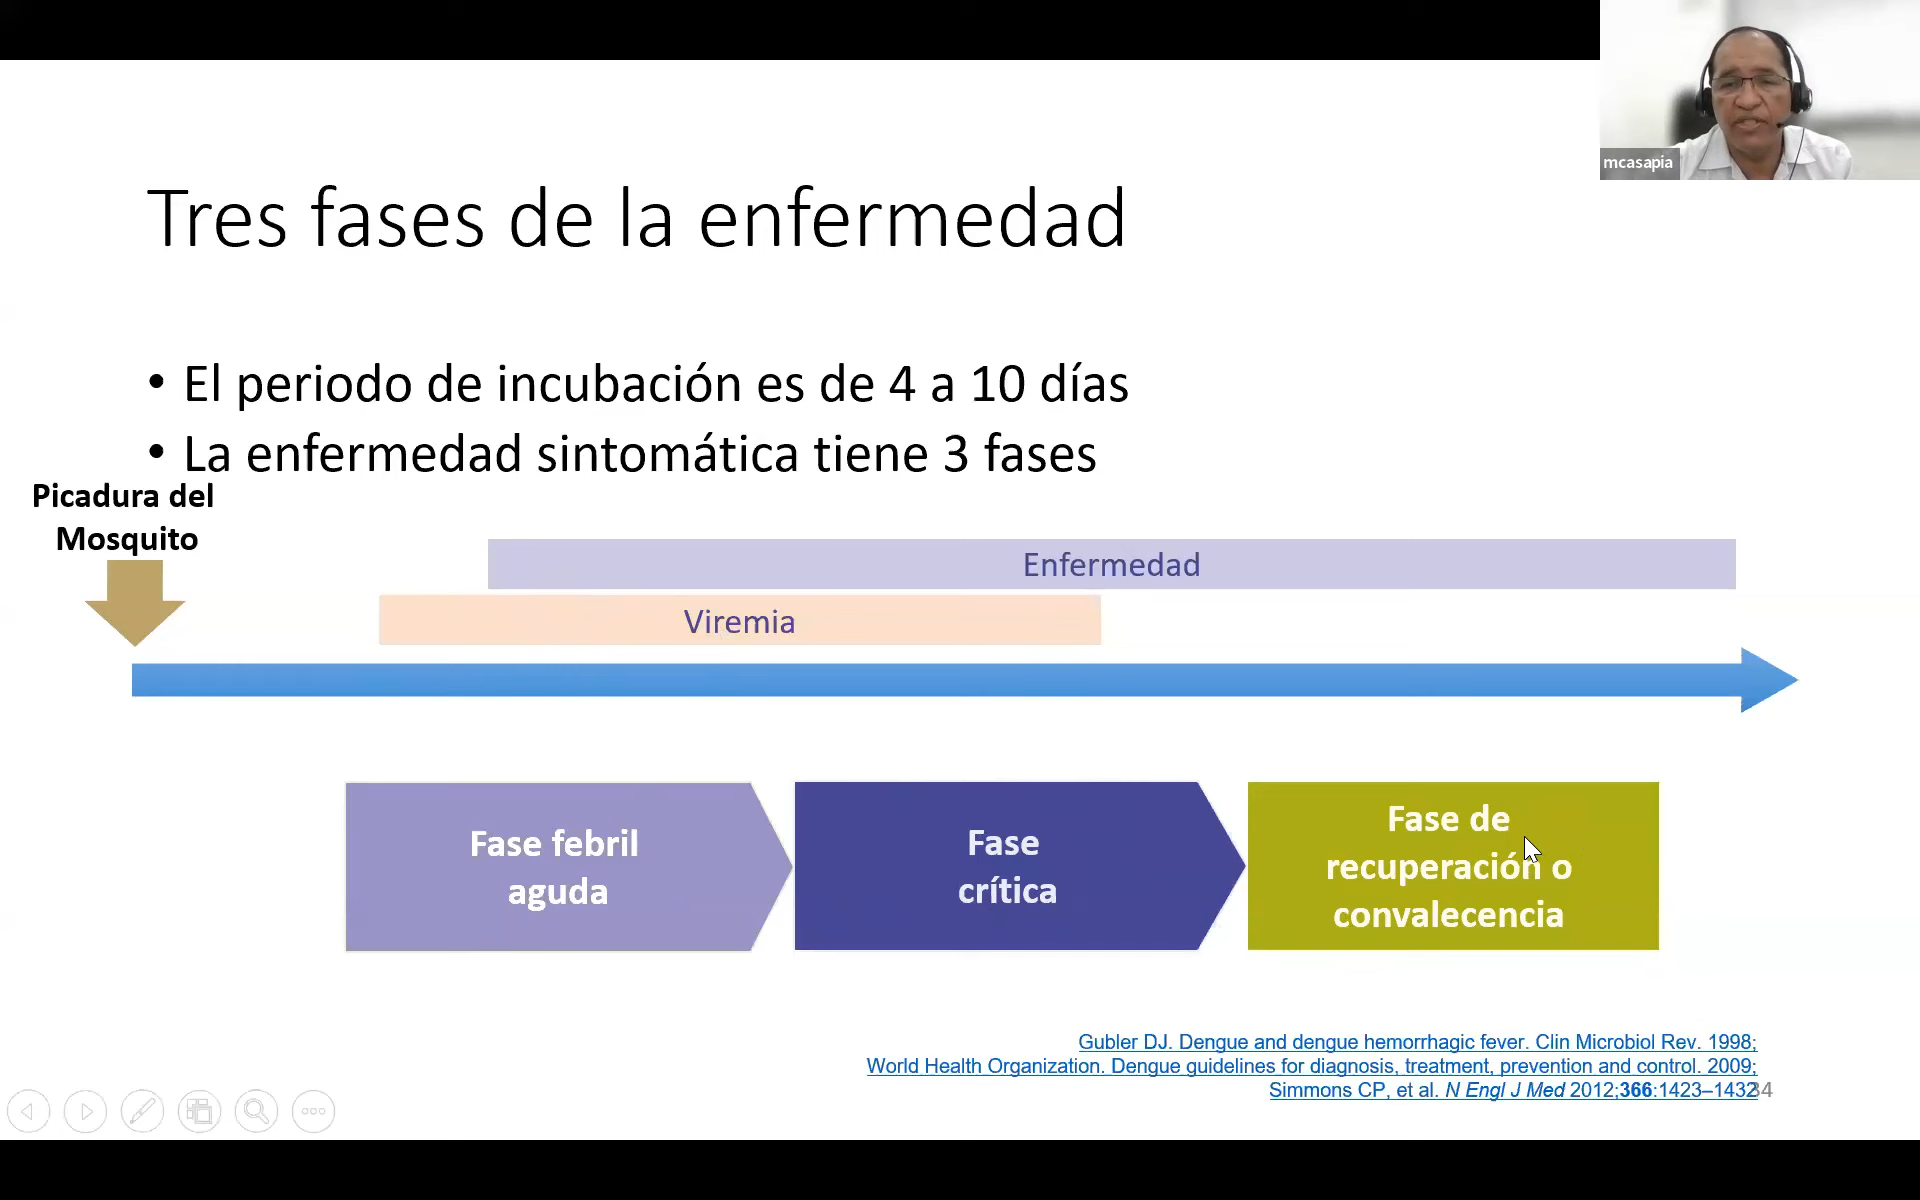 mcasapia
Tres fases de la enfermedad
• El periodo de incubación es de 4 a 10 días
• La enfermedad sintomática tiene 3 fases
Picadura del
Mosquito
Enfermedad
Viremia
Fase febril
aguda
Fase
crítica
Fase de
recuperación o
convalecencia
Gubler DJ. Dengue and dengue hemorrhagic fever. Clin Microbiol Rev. 1998;
World Health Organization. Dengue guidelines for diagnosis, treatment, prevention and control. 2009;
Simmons CP, et al. N Engl J Med 2012;366:1423–1432
34